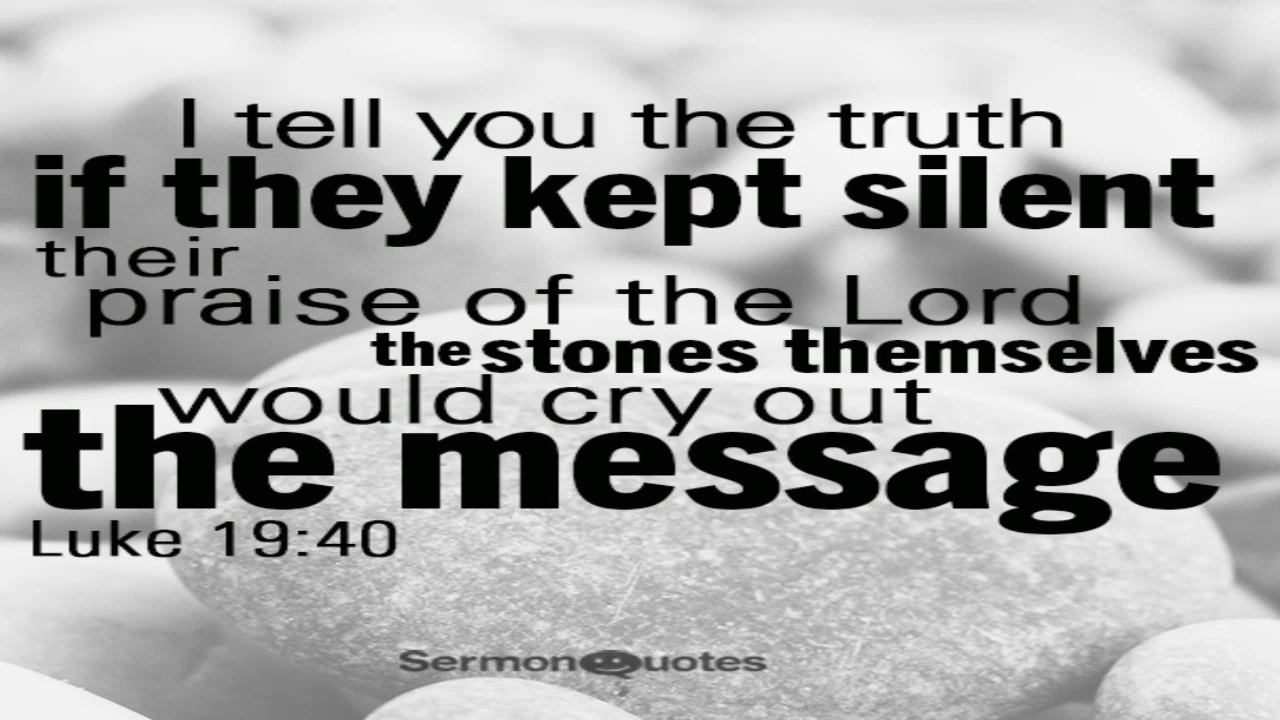 I tell you the truth
if they kept silent
their
praise of the Lord
the stones themselves
would cry out
the message
Luke 19:40
SermonQuotes